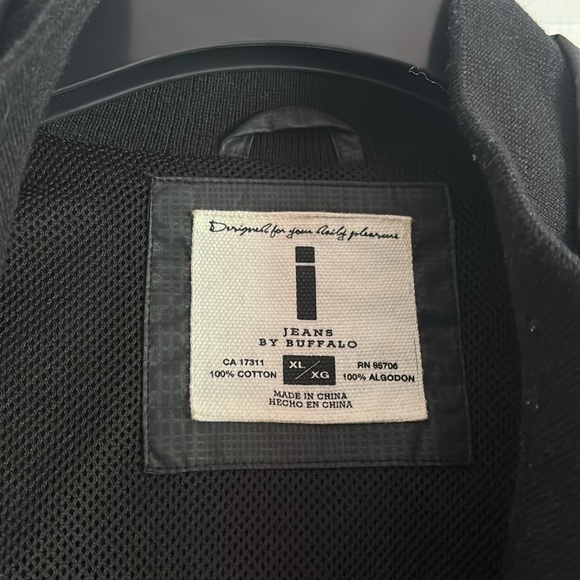 Designed for your daily pleasure
i
JEANS
BY BUFFALO
CA 17311 XL/XG RN 86706
100% COTTON 100% ALGODON
MADE IN CHINA
HECHO EN CHINA